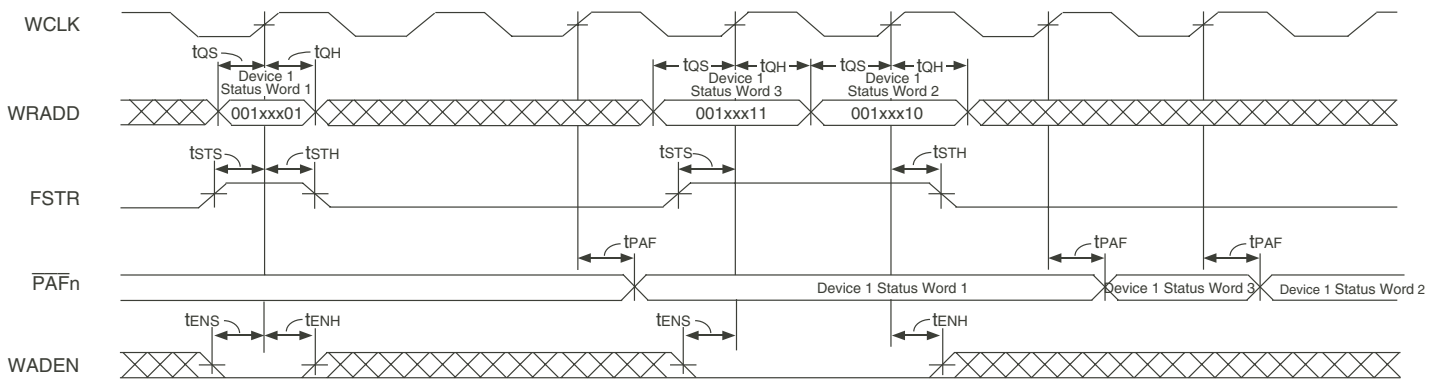 WCLK
tQS tQH tQS tQH tQS tQH
Device 1 Device 1 Device 1
Status Word 1 Status Word 3 Status Word 2
WRADD 001xxx01 001xxx11 001xxx10
tSTS tSTH tSTS tSTH
FSTR
tPAF tPAF tPAF
PAFn Device 1 Status Word 1 Device 1 Status Word 3 Device 1 Status Word 2
tENS tENH tENS tENH
WADEN